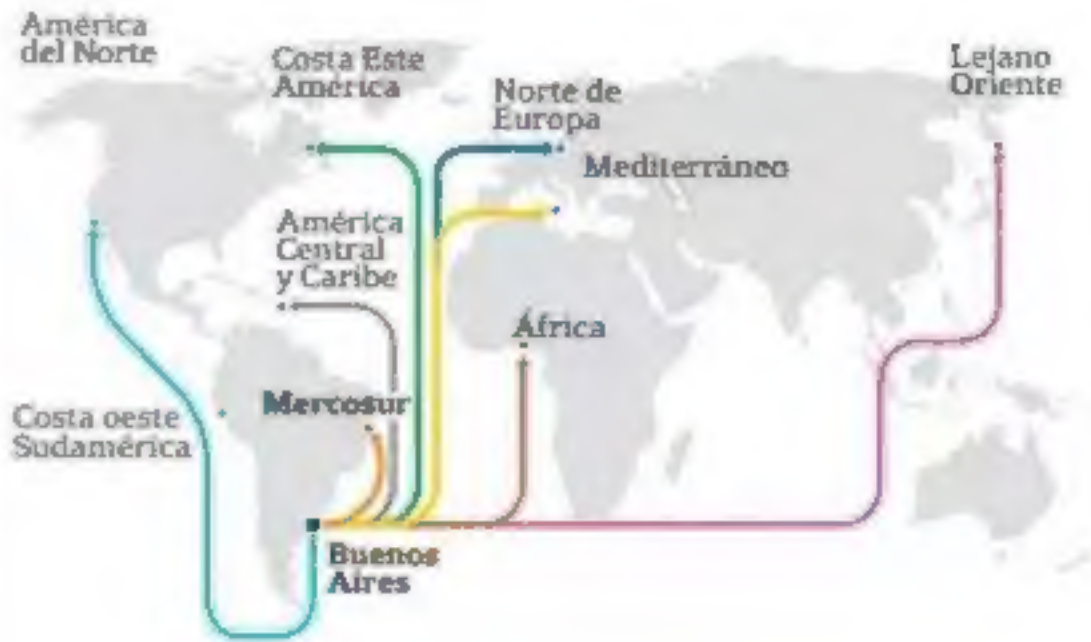 América
del Norte
Costa Este
América
Norte de
Europa
Lejano
Oriente
Mediterráneo
América
Central
y Caribe
África
Mercosur
Costa oeste
Sudamérica
Buenos
Aires